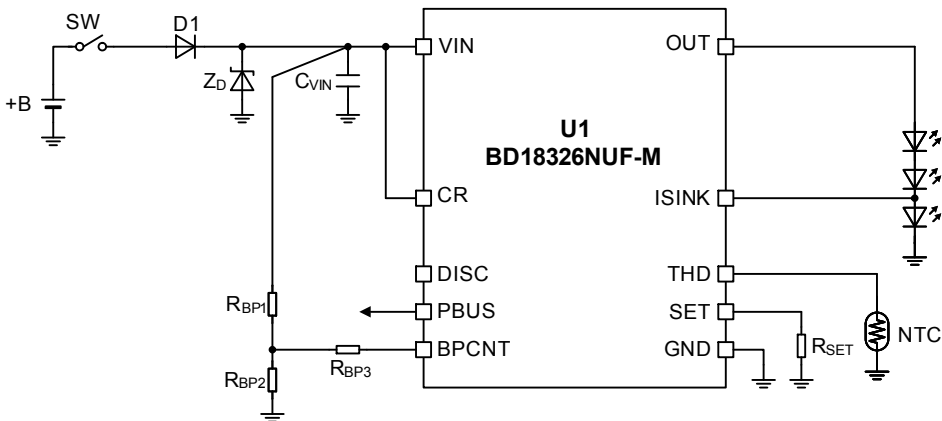 SW
D1
+B
ZD
CVIN
VIN
OUT
U1
BD18326NUF-M
CR
ISINK
DISC
THD
RBP1
PBUS
SET
NTC
BPCNT
GND
RSET
RBP2
RBP3